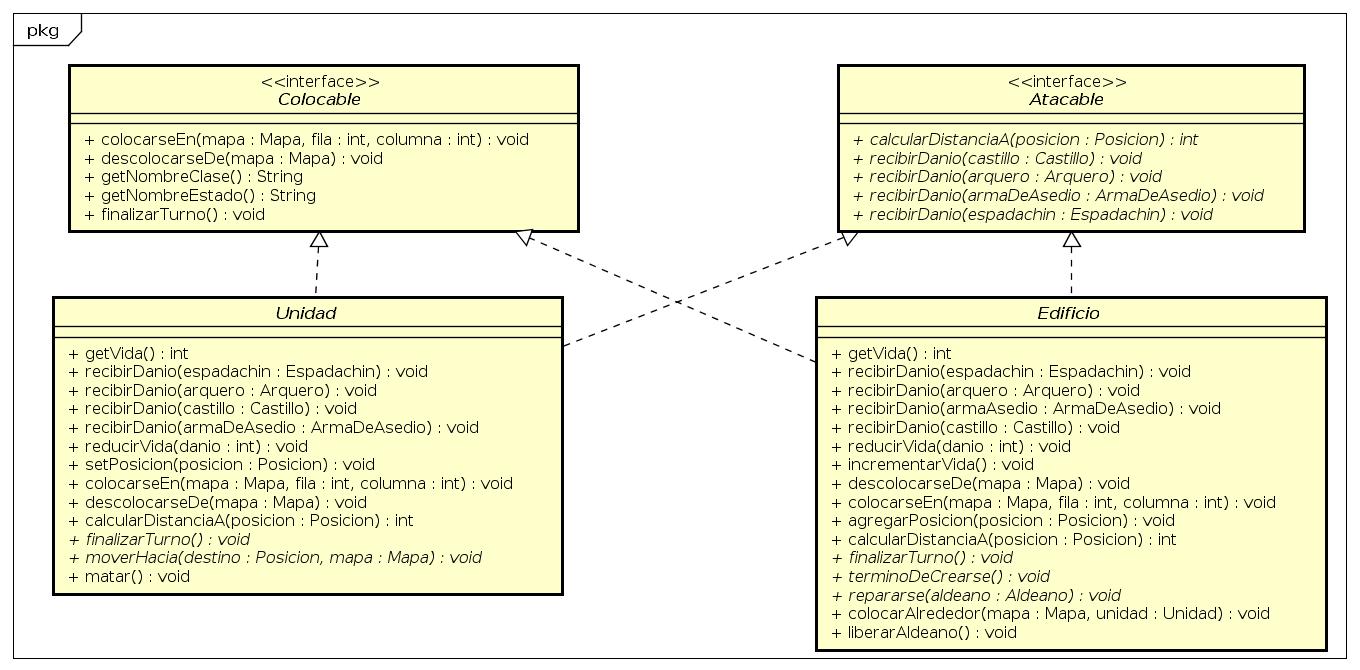 pkg
<<interface>>
Colocable
+ colocarseEn(mapa : Mapa, fila : int, columna : int) : void
+ descolocarseDe(mapa : Mapa) : void
+ getNombreClase() : String
+ getNombreEstado() : String
+ finalizarTurno() : void
<<interface>>
Atacable
+ calcularDistanciaA(posicion : Posicion) : int
+ recibirDanio(castillo : Castillo) : void
+ recibirDanio(arquero : Arquero) : void
+ recibirDanio(armaDeAsedio : ArmaDeAsedio) : void
+ recibirDanio(espadachin : Espadachin) : void
Unidad
+ getVida() : int
+ recibirDanio(espadachin : Espadachin) : void
+ recibirDanio(arquero : Arquero) : void
+ recibirDanio(castillo : Castillo) : void
+ recibirDanio(armaDeAsedio : ArmaDeAsedio) : void
+ reducirVida(danio : int) : void
+ setPosicion(posicion : Posicion) : void
+ colocarseEn(mapa : Mapa, fila : int, columna : int) : void
+ descolocarseDe(mapa : Mapa) : void
+ calcularDistanciaA(posicion : Posicion) : int
+ finalizarTurno() : void
+ moverHacia(destino : Posicion, mapa : Mapa) : void
+ matar() : void
Edificio
+ getVida() : int
+ recibirDanio(espadachin : Espadachin) : void
+ recibirDanio(arquero : Arquero) : void
+ recibirDanio(armaAsedio : ArmaDeAsedio) : void
+ recibirDanio(castillo : Castillo) : void
+ reducirVida(danio : int) : void
+ incrementarVida() : void
+ descolocarseDe(mapa : Mapa) : void
+ colocarseEn(mapa : Mapa, fila : int, columna : int) : void
+ agregarPosicion(posicion : Posicion) : void
+ calcularDistanciaA(posicion : Posicion) : int
+ finalizarTurno() : void
+ terminoDeCrearse() : void
+ repararse(aldeano : Aldeano) : void
+ colocarAlrededor(mapa : Mapa, unidad : Unidad) : void
+ liberarAldeano() : void